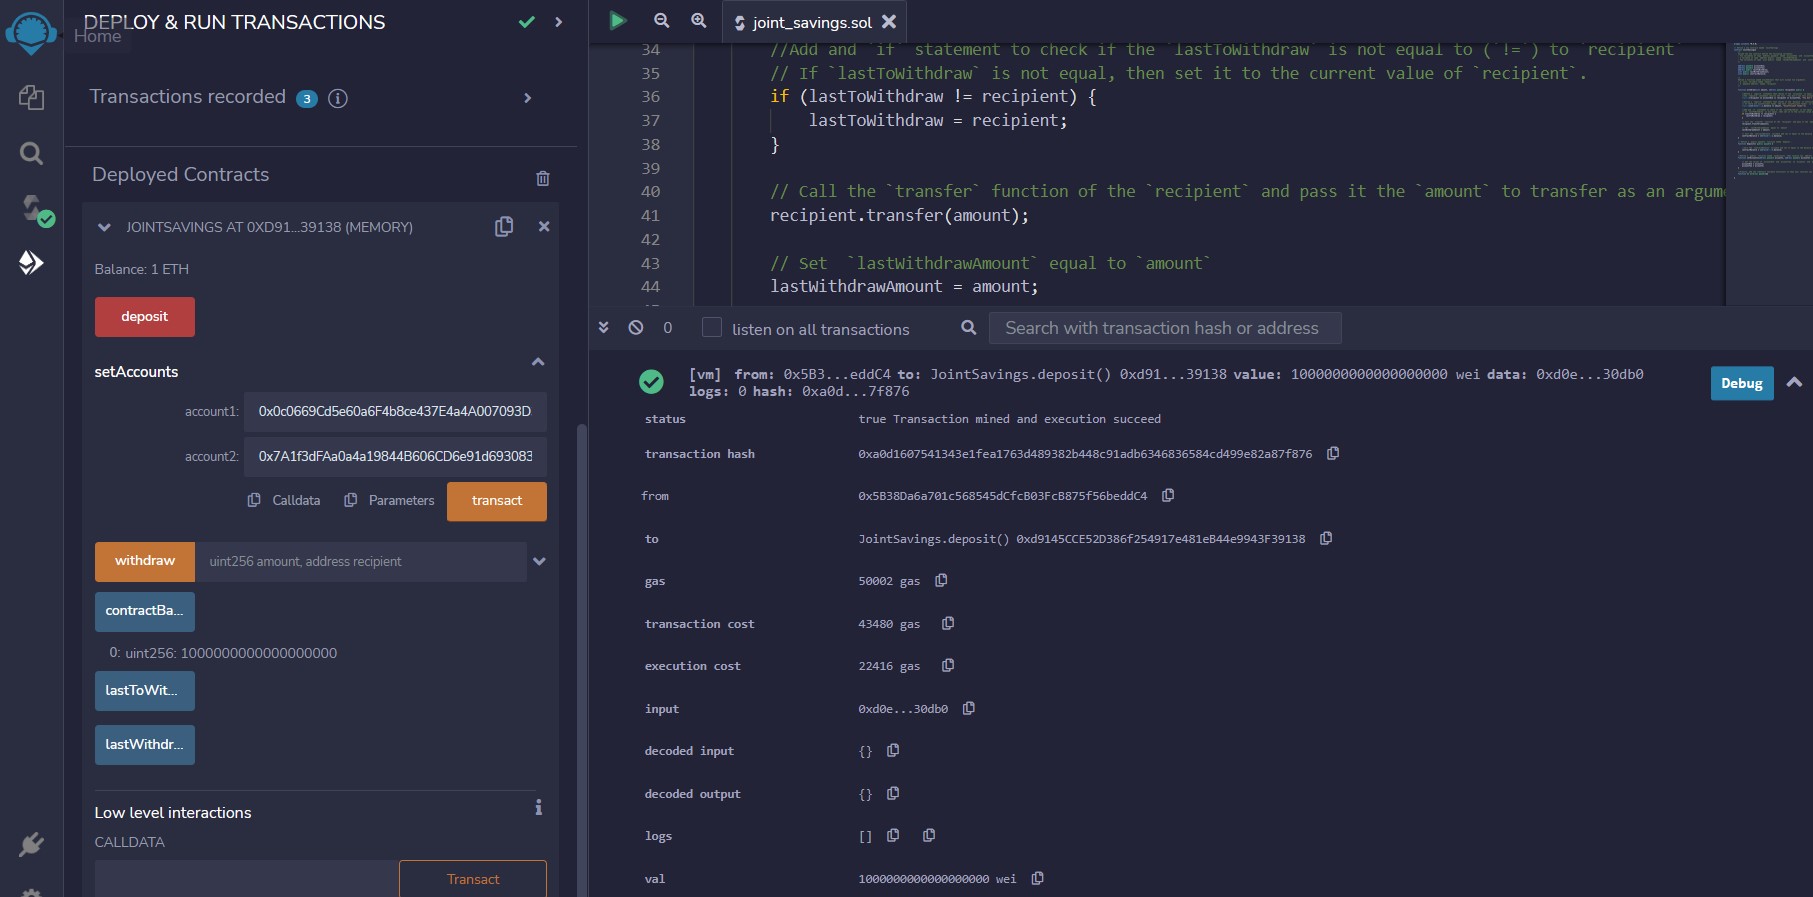 DEPLOY & RUN TRANSACTIONS
Home
Transactions recorded 3 i
Deployed Contracts
JOINTSAVINGS AT 0XD91...39138 (MEMORY)
Balance: 1 ETH
deposit
setAccounts
account1: 0x0c0669Cd5e60a6F4b8ce437E4a4A007093D
account2: 0x7A1f3dFAa0a4a19844B606CD6e91d693083
Calldata Parameters transact
withdraw uint256 amount, address recipient
contractBa...
0: uint256: 1000000000000000000
lastToWit...
lastWithdr...
Low level interactions i
CALLDATA
Transact
joint_savings.sol
34 //Add and `if` statement to check if the `lastToWithdraw` is not equal to (`!=`) to `recipient`
35 // If `lastToWithdraw` is not equal, then set it to the current value of `recipient`.
36 if (lastToWithdraw != recipient) {
37 lastToWithdraw = recipient;
38 }
39
40 // Call the `transfer` function of the `recipient` and pass it the `amount` to transfer as an argum
41 recipient.transfer(amount);
42
43 // Set  `lastWithdrawAmount` equal to `amount`
44 lastWithdrawAmount = amount;
0 listen on all transactions Search with transaction hash or address
[vm] from: 0x5B3...eddC4 to: JointSavings.deposit() 0xd91...39138 value: 1000000000000000000 wei data: 0xd0e...30db0
logs: 0 hash: 0xa0d...7f876
Debug
status true Transaction mined and execution succeed
transaction hash 0xa0d1607541343e1fea1763d489382b448c91adb6346836584cd499e82a87f876
from 0x5B38Da6a701c568545dCfcB03FcB875f56beddC4
to JointSavings.deposit() 0xd9145CCE52D386f254917e481eB44e9943F39138
gas 50002 gas
transaction cost 43480 gas
execution cost 22416 gas
input 0xd0e...30db0
decoded input {}
decoded output {}
logs []
val 1000000000000000000 wei